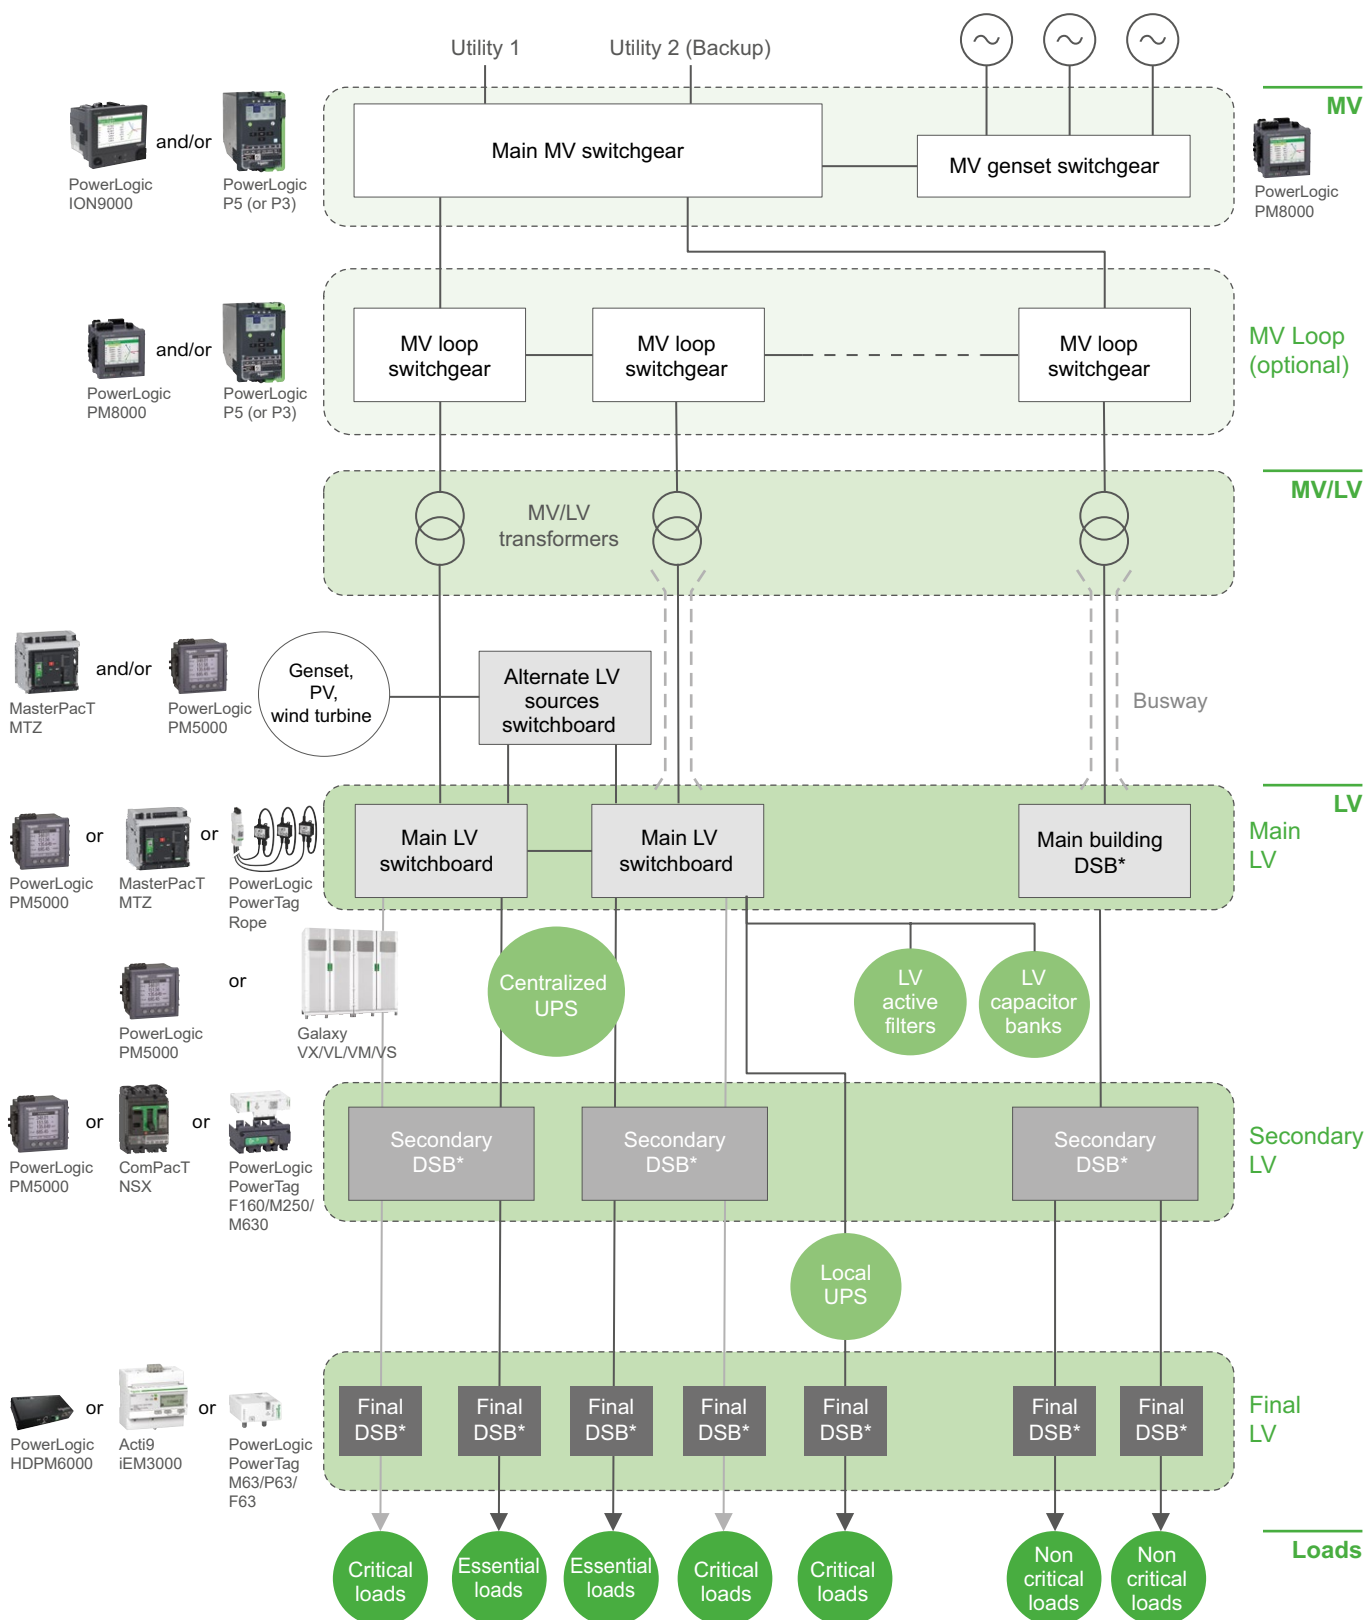 Utility 1
Utility 2 (Backup)
MV
and/or
PowerLogic
ION9000
PowerLogic
P5 (or P3)
Main MV switchgear
MV genset switchgear
PowerLogic
PM8000
and/or
PowerLogic
PM8000
PowerLogic
P5 (or P3)
MV loop
switchgear
MV loop
switchgear
MV loop
switchgear
MV Loop
(optional)
MV/LV
transformers
MV/LV
and/or
MasterPacT
MTZ
PowerLogic
PM5000
Genset,
PV,
wind turbine
Alternate LV
sources
switchboard
Busway
LV
or
or
PowerLogic
PM5000
MasterPacT
MTZ
PowerLogic
PowerTag
Rope
Main LV
switchboard
Main LV
switchboard
Main building
DSB*
Main
LV
or
PowerLogic
PM5000
Galaxy
VX/VL/VM/VS
Centralized
UPS
LV
active
filters
LV
capacitor
banks
or
or
PowerLogic
PM5000
ComPacT
NSX
PowerLogic
PowerTag
F160/M250/
M630
Secondary
DSB*
Secondary
DSB*
Secondary
DSB*
Secondary
LV
Local
UPS
or
or
PowerLogic
HDPM6000
Acti9
iEM3000
PowerLogic
PowerTag
M63/P63/
F63
Final
DSB*
Final
DSB*
Final
DSB*
Final
DSB*
Final
DSB*
Final
DSB*
Final
DSB*
Final
LV
Critical
loads
Essential
loads
Essential
loads
Critical
loads
Critical
loads
Non
critical
loads
Non
critical
loads
Loads